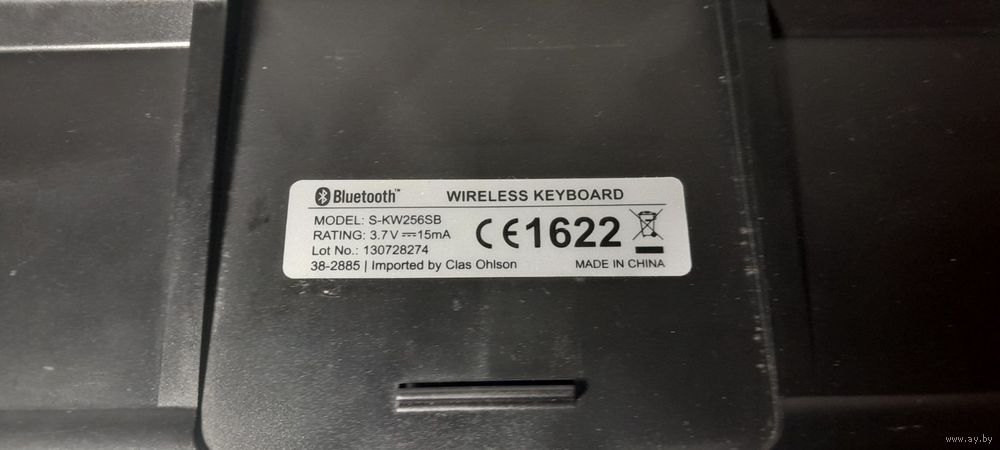 Bluetooth™ WIRELESS KEYBOARD
MODEL: S-KW256SB
RATING: 3.7V⎓15mA
Lot No.: 130728274
CE1622
38-2885 | Imported by Clas Ohlson
MADE IN CHINA
www.ay.by